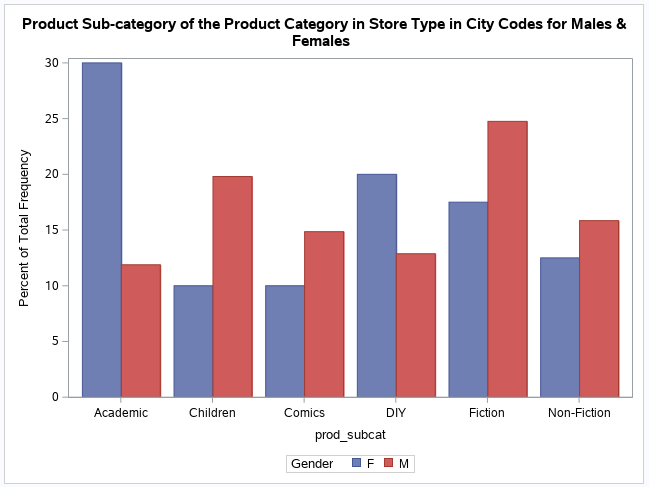 Product Sub-category of the Product Category in Store Type in City Codes for Males &
Females
Percent of Total Frequency
30
25
20
15
10
5
0
Academic Children Comics DIY Fiction Non-Fiction
prod_subcat
Gender F M